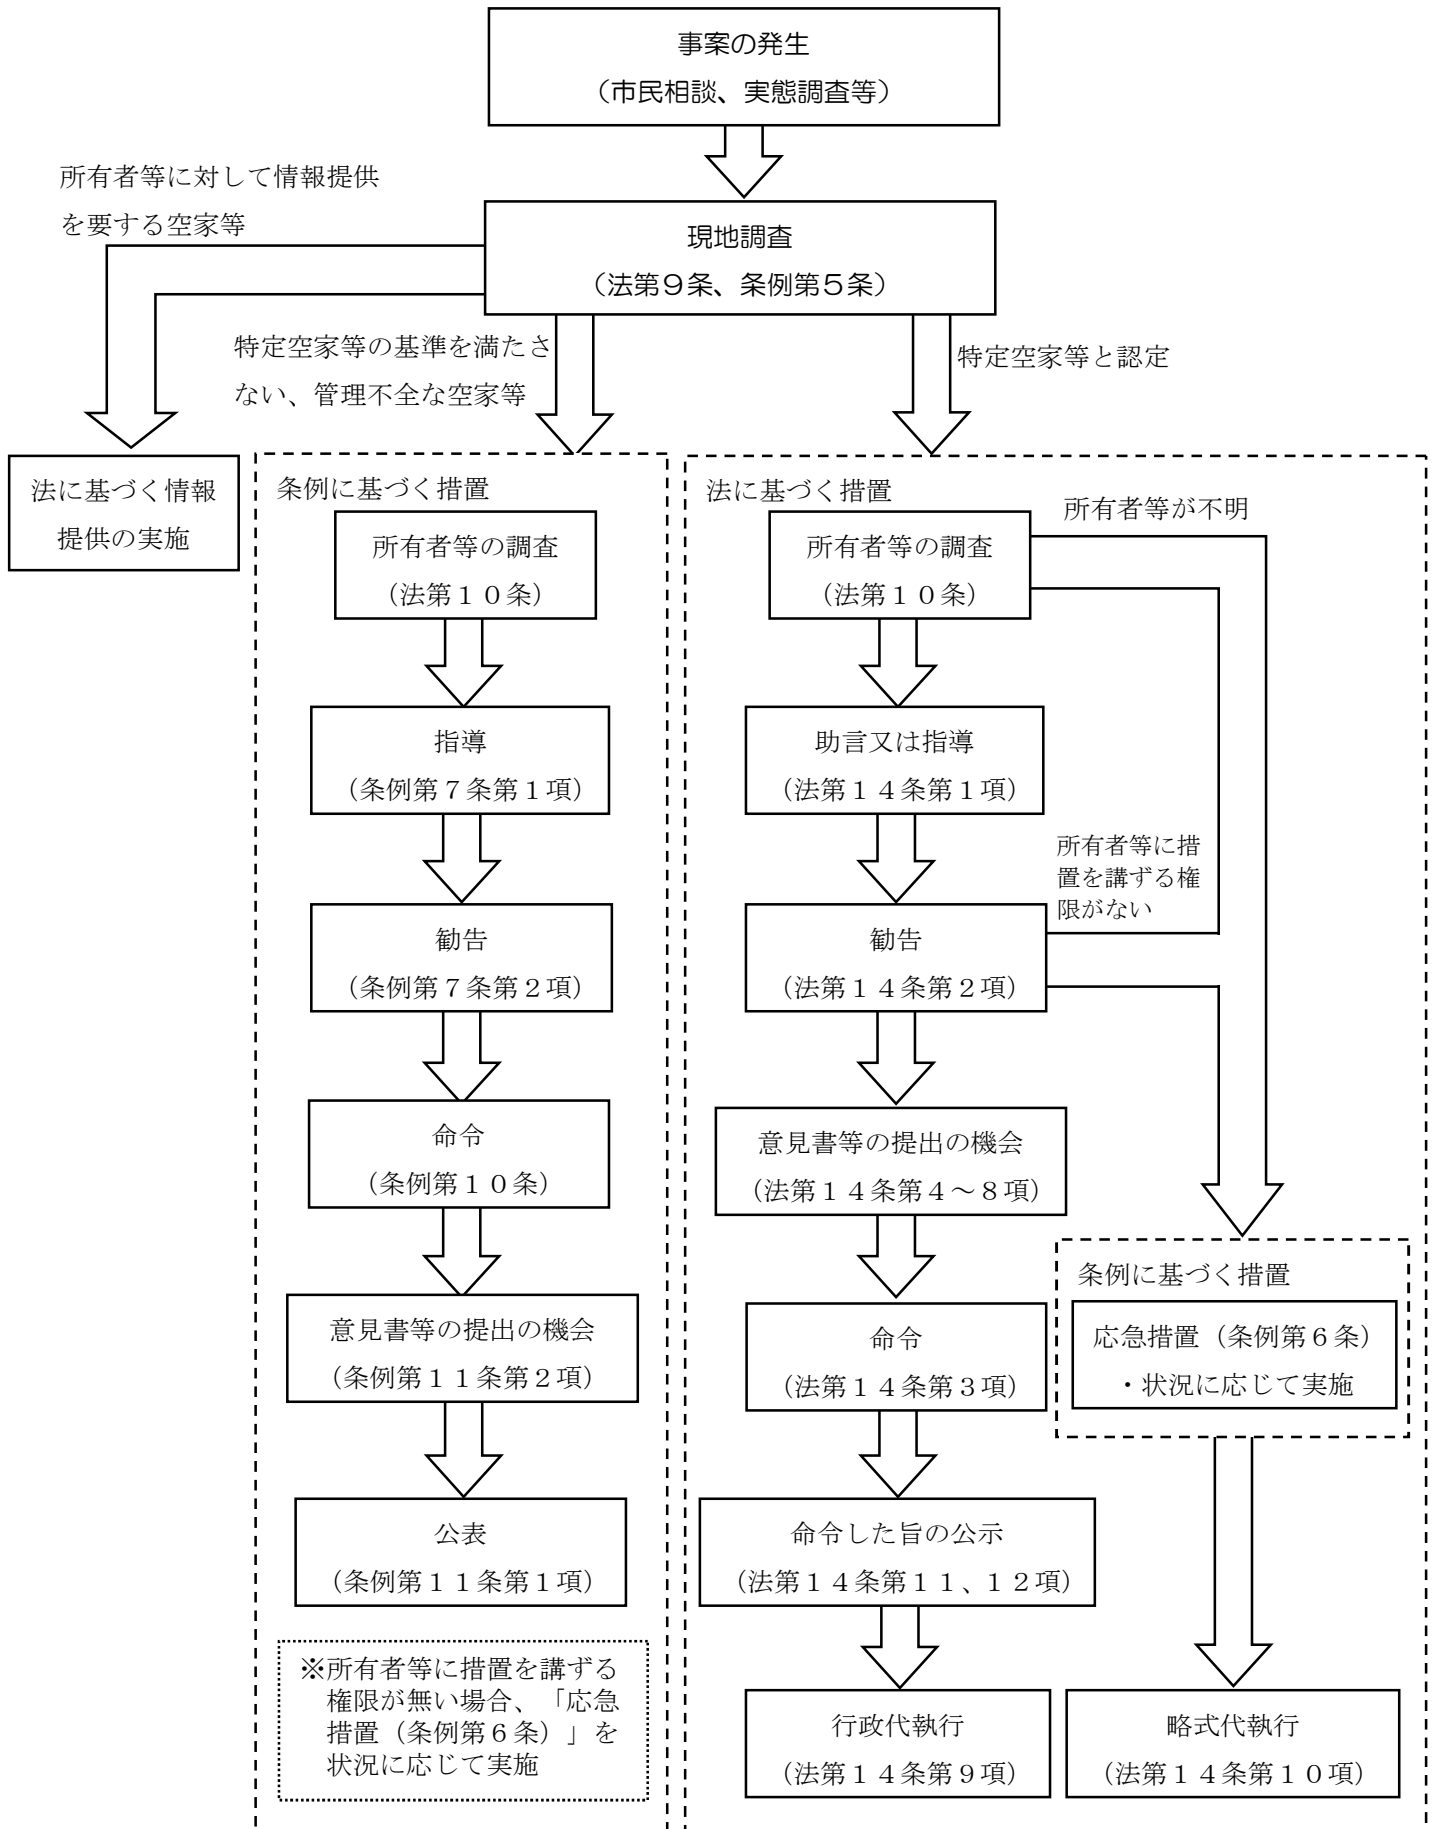 事案の発生
（市民相談、実態調査等）
所有者等に対して情報提供
を要する空家等
現地調査
（法第９条、条例第５条）
特定空家等の基準を満たさ
ない、管理不全な空家等
特定空家等と認定
法に基づく情報
提供の実施
条例に基づく措置
所有者等の調査
（法第１０条）
指導
（条例第７条第１項）
勧告
（条例第７条第２項）
命令
（条例第１０条）
意見書等の提出の機会
（条例第１１条第２項）
公表
（条例第１１条第１項）
※所有者等に措置を講ずる
権限が無い場合、「応急
措置（条例第６条）」を
状況に応じて実施
法に基づく措置
所有者等が不明
所有者等の調査
（法第１０条）
助言又は指導
（法第１４条第１項）
所有者等に措
置を講ずる権
限がない
勧告
（法第１４条第２項）
意見書等の提出の機会
（法第１４条第４～８項）
命令
（法第１４条第３項）
命令した旨の公示
（法第１４条第１１、１２項）
行政代執行
（法第１４条第９項）
条例に基づく措置
応急措置（条例第６条）
・状況に応じて実施
略式代執行
（法第１４条第１０項）